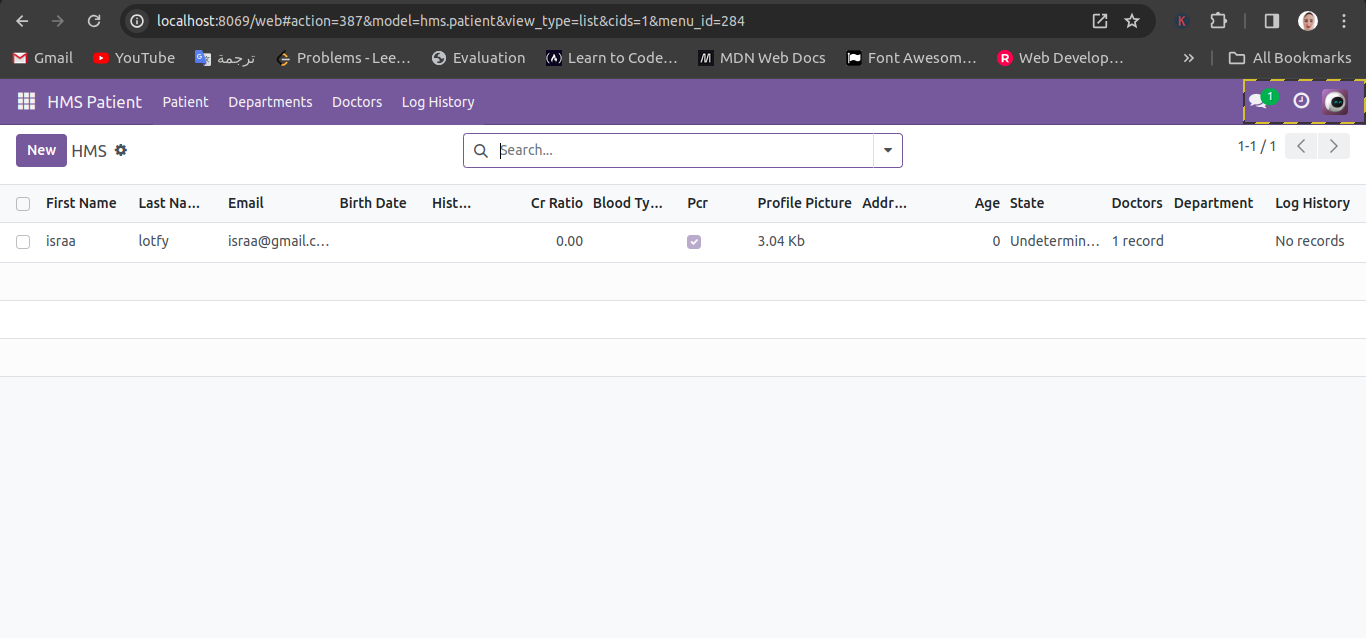 localhost:8069/web#action=387&model=hms.patient&view_type=list&cids=1&menu_id=284
K
Gmail YouTube ترجمة Problems - Lee... Evaluation Learn to Code... MDN Web Docs Font Awesom... Web Develop... » All Bookmarks
HMS Patient Patient Departments Doctors Log History 1
New HMS Search... 1-1 / 1
First Name Last Na... Email Birth Date Hist... Cr Ratio Blood Ty... Pcr Profile Picture Addr... Age State Doctors Department Log History
israa lotfy israa@gmail.c... 0.00 3.04 Kb 0 Undetermin... 1 record No records